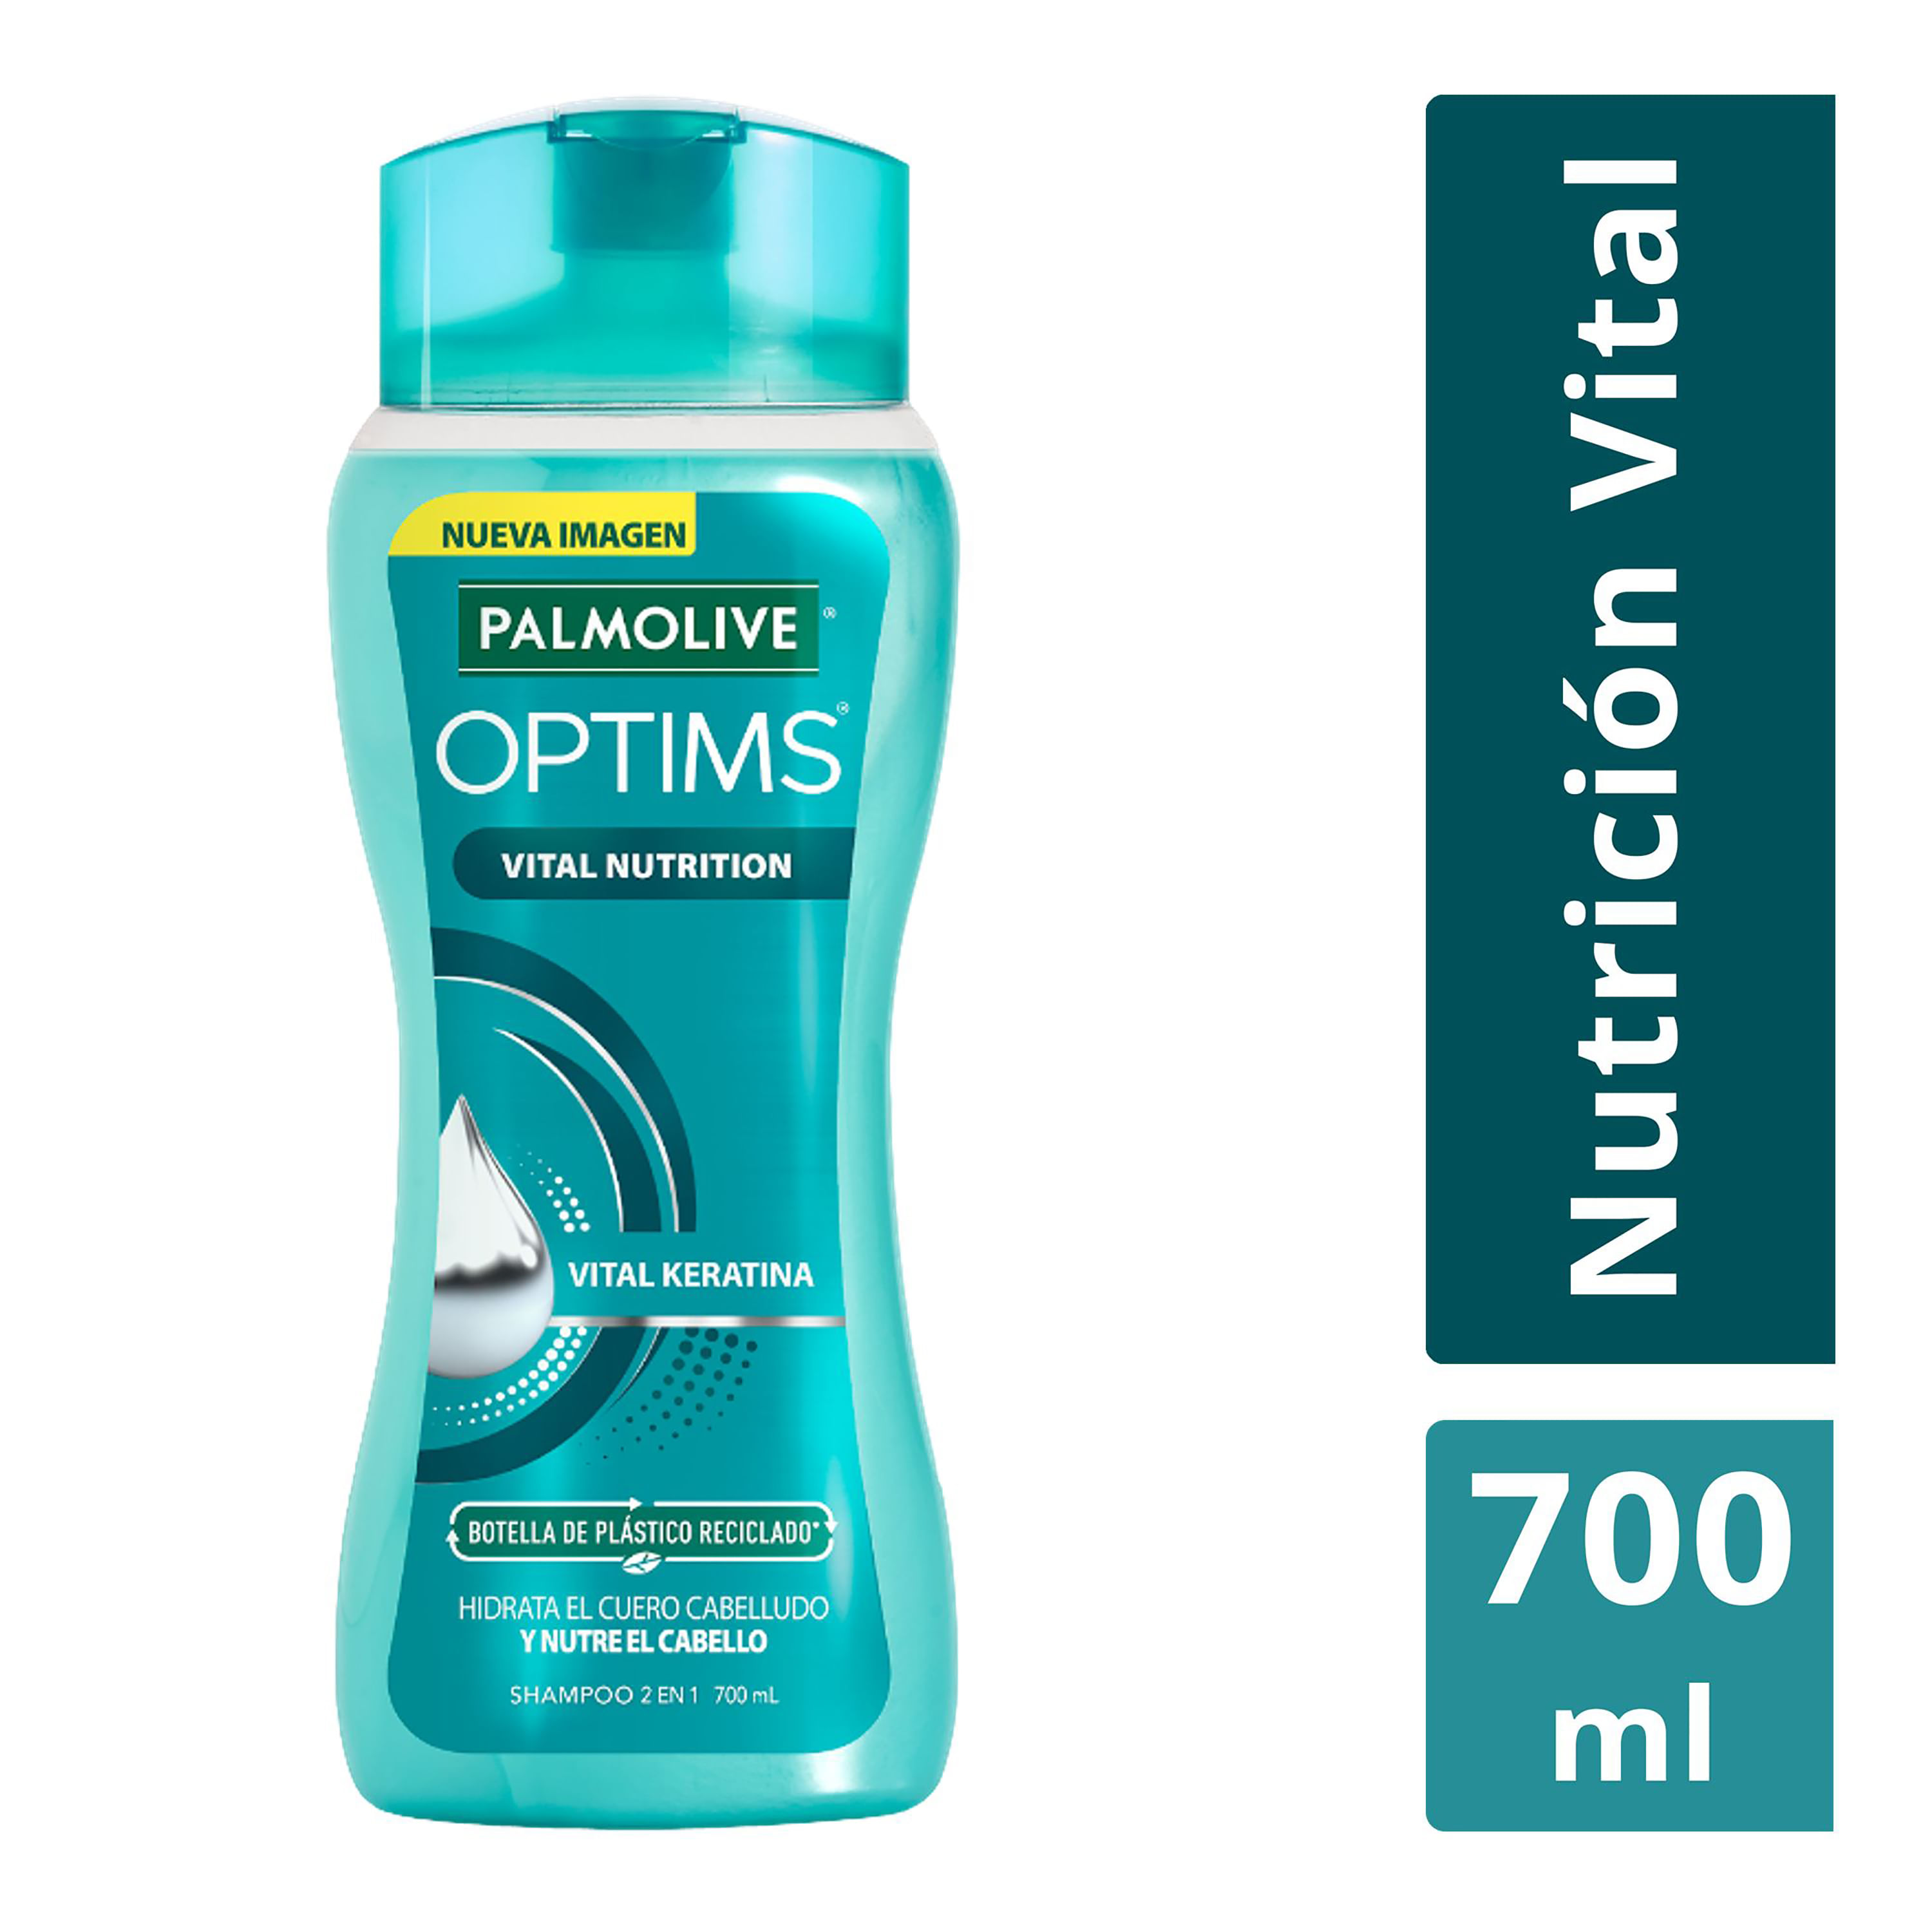 NUEVA IMAGEN
PALMOLIVE®
OPTIMS®
VITAL NUTRITION
VITAL KERATINA
BOTELLA DE PLÁSTICO RECICLADO*
HIDRATA EL CUERO CABELLUDO
Y NUTRE EL CABELLO
SHAMPOO 2 EN 1 700 mL
Nutrición Vital
700
ml